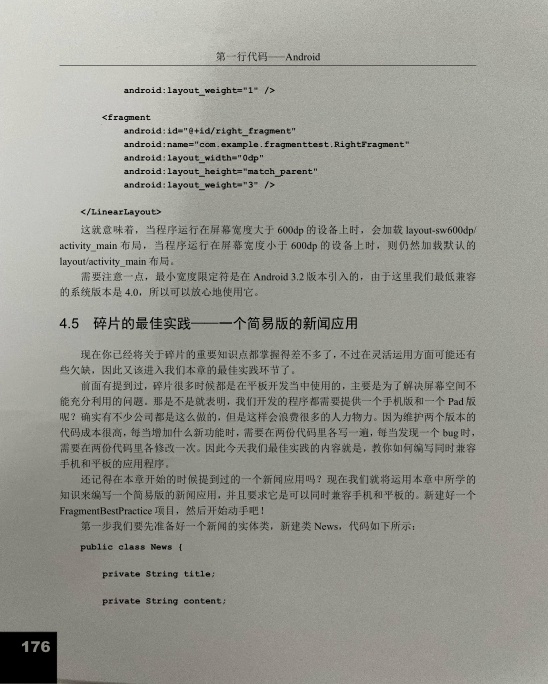 第一行代码——Android
android:layout_weight="1" />
<fragment
android:id="@+id/right_fragment"
android:name="com.example.fragmenttest.RightFragment"
android:layout_width="0dp"
android:layout_height="match_parent"
android:layout_weight="3" />
</LinearLayout>
这就意味着，当程序运行在屏幕宽度大于 600dp 的设备上时，会加载 layout-sw600dp/
activity_main 布局，当程序运行在屏幕宽度小于 600dp 的设备上时，则仍然加载默认的
layout/activity_main 布局。
需要注意一点，最小宽度限定符是在 Android 3.2 版本引入的，由于这里我们最低兼容
的系统版本是 4.0，所以可以放心地使用它。
4.5 碎片的最佳实践——一个简易版的新闻应用
现在你已经将关于碎片的重要知识点都掌握得差不多了，不过在灵活运用方面可能还有
些欠缺，因此又该进入我们本章的最佳实践环节了。
前面有提到过，碎片很多时候都是在平板开发当中使用的，主要是为了解决屏幕空间不
能充分利用的问题。那是不是就表明，我们开发的程序都需要提供一个手机版和一个 Pad 版
呢？确实有不少公司都是这么做的，但是这样会浪费很多的人力物力。因为维护两个版本的
代码成本很高，每当增加什么新功能时，需要在两份代码里各写一遍，每当发现一个 bug 时，
需要在两份代码里各修改一次。因此今天我们最佳实践的内容就是，教你如何编写同时兼容
手机和平板的应用程序。
还记得在本章开始的时候提到过的一个新闻应用吗？现在我们就将运用本章中所学的
知识来编写一个简易版的新闻应用，并且要求它是可以同时兼容手机和平板的。新建好一个
FragmentBestPractice 项目，然后开始动手吧！
第一步我们要先准备好一个新闻的实体类，新建类 News，代码如下所示：
public class News {
private String title;
private String content;
176